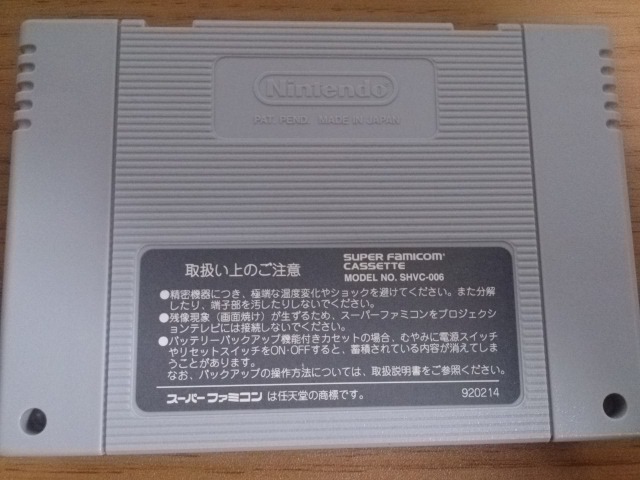 Nintendo
PAT. PEND. MADE IN JAPAN
取扱い上のご注意
SUPER FAMICOM
CASSETTE
MODEL NO. SHVC-006
●精密機器につき、極端な温度変化やショックを避けてください。また分解
したり、端子部を汚したりしないでください。
●残像現象(画面焼け)が生ずるため、スーパーファミコンをプロジェク
ションテレビには接続しないでください。
●バッテリーバックアップ機能付きカセットの場合、むやみに電源スイッチ
やリセットスイッチをON·OFFすると、蓄積されている内容が消えてしま
うことがあります。
なお、バックアップの操作方法については、取扱説明書をご参照ください。
スーパーファミコンは任天堂の商標です。
920214